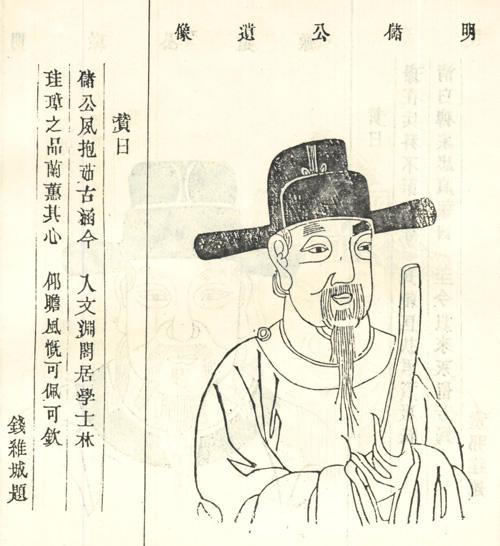 明儲公遺像
贊曰
儲公夙抱茹古涵今 入文淵閣居學士林
珪璋之品蘭蕙其心 仰瞻風慨可佩可欽
錢維城題